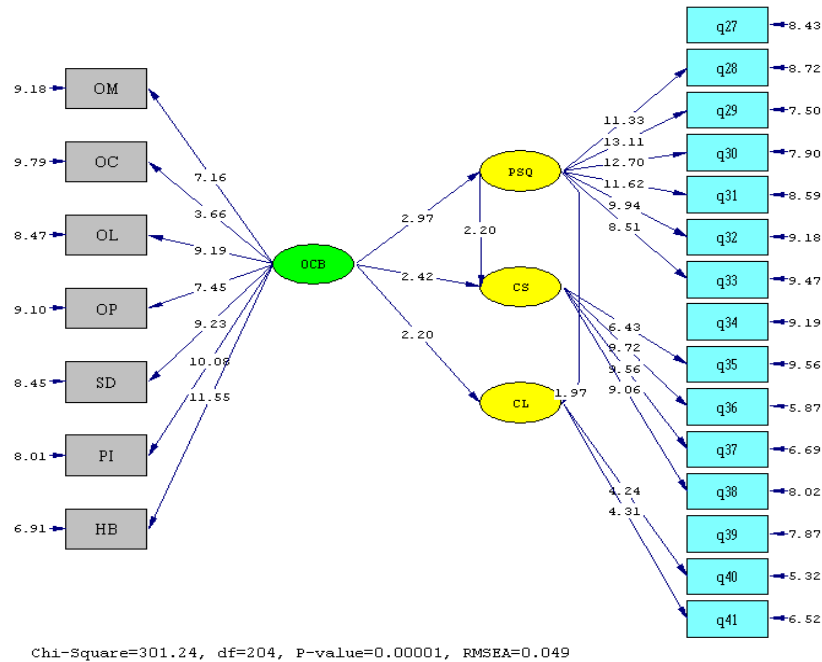 q27 8.43
q28 8.72
9.18 OM
q29 7.50
11.33
13.11
q30 7.90
12.70
9.79 OC
PSQ
7.16
11.62
q31 8.59
9.94
3.66
2.97
8.51
q32 9.18
8.47 OL
2.20
9.19
OCB
q33 9.47
2.42
CS
7.45
9.10 OP
q34 9.19
9.23
6.43
2.20
9.72
10.08
q35 9.56
9.56
8.45 SD
9.06
11.55
1.97
CL
q36 5.87
q37 6.69
8.01 PI
q38 8.02
4.24
4.31
6.91 HB
q39 7.87
q40 5.32
q41 6.52
Chi-Square=301.24, df=204, P-value=0.00001, RMSEA=0.049